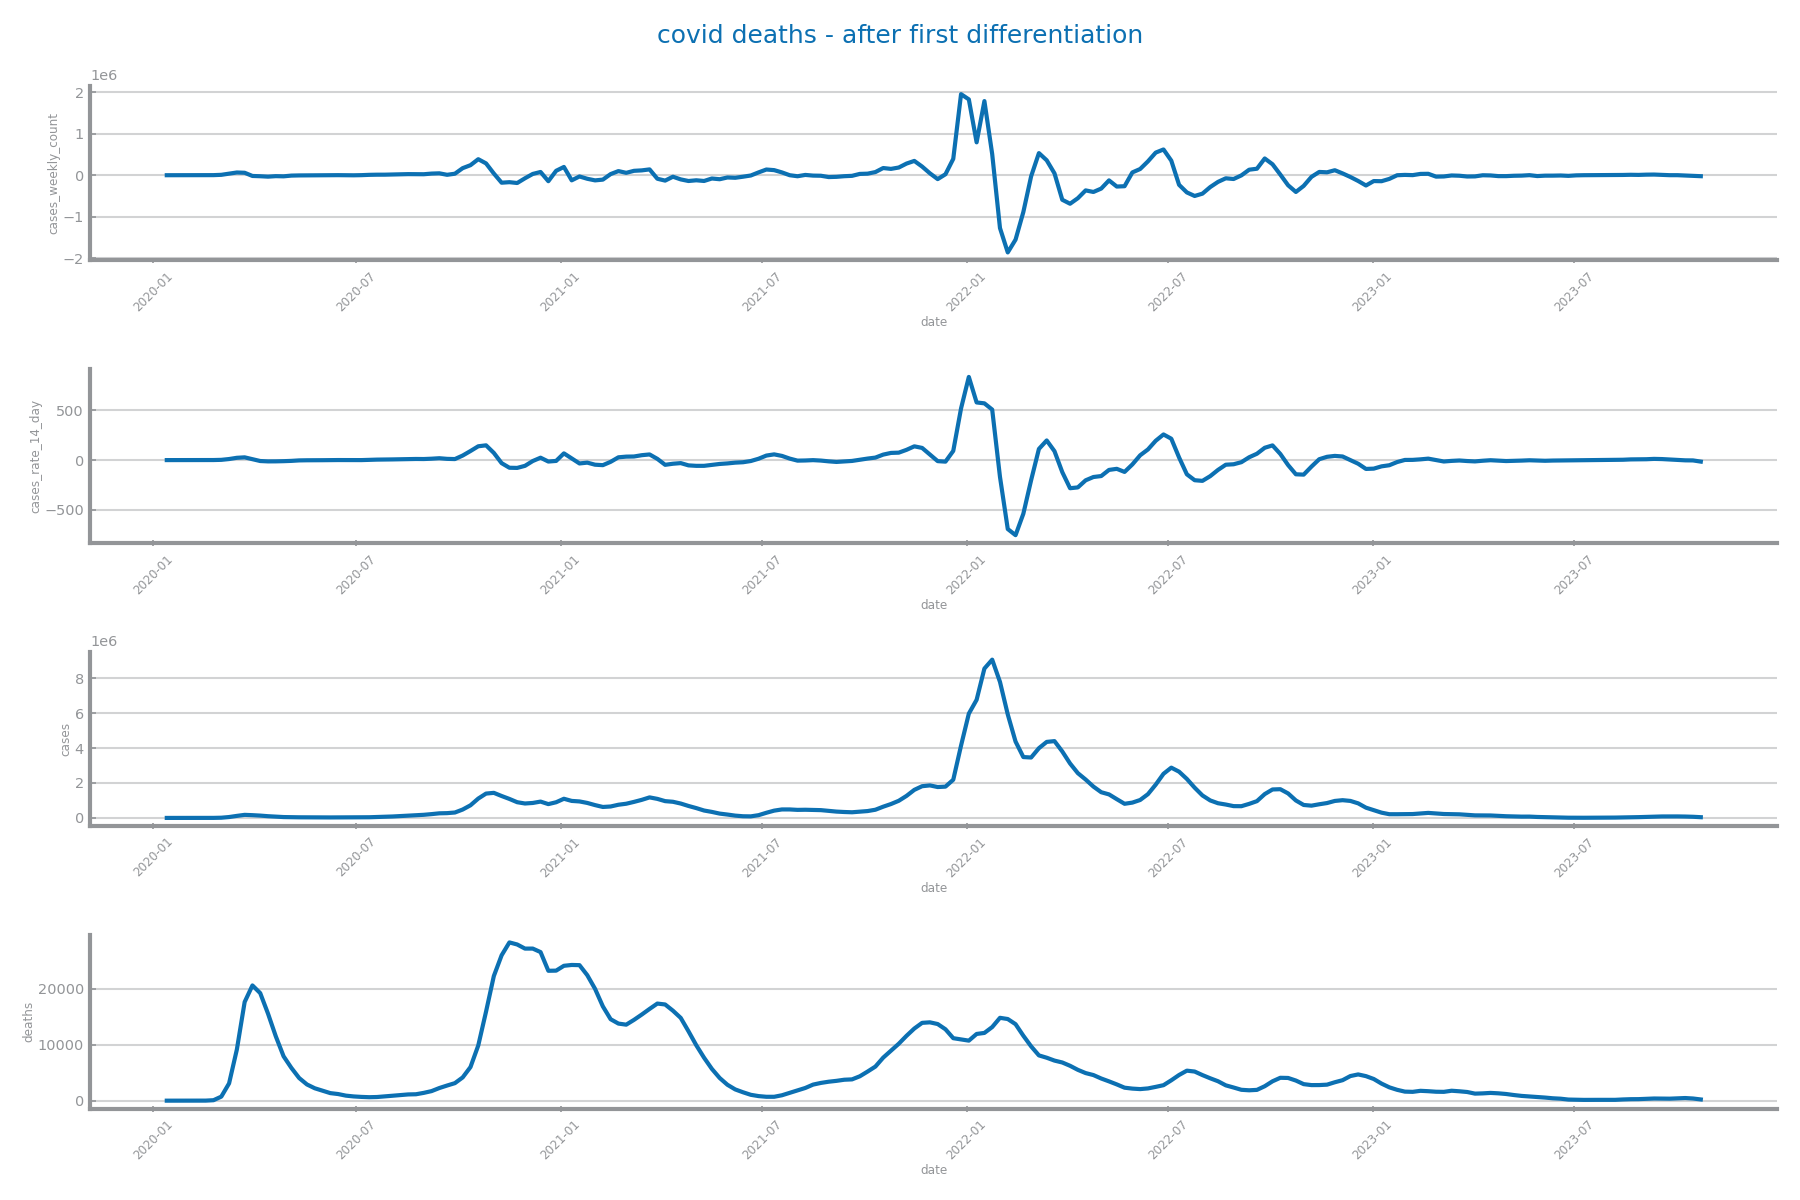 covid deaths - after first differentiation
1e6
cases_weekly_count
2
1
0
−1
−2
2020-01 2020-07 2021-01 2021-07 2022-01 2022-07 2023-01 2023-07
date
cases_rate_14_day
500
0
−500
2020-01 2020-07 2021-01 2021-07 2022-01 2022-07 2023-01 2023-07
date
1e6
cases
8
6
4
2
0
2020-01 2020-07 2021-01 2021-07 2022-01 2022-07 2023-01 2023-07
date
deaths
20000
10000
0
2020-01 2020-07 2021-01 2021-07 2022-01 2022-07 2023-01 2023-07
date